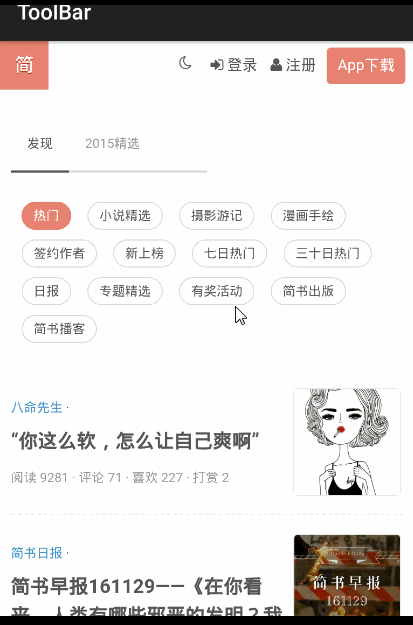 ToolBar
简 登录 注册 App下载
发现 2015精选
热门 小说精选 摄影游记 漫画手绘
签约作者 新上榜 七日热门 三十日热门
日报 专题精选 有奖活动 简书出版
简书播客
八命先生 ·
“你这么软，怎么让自己爽啊”
阅读 9281 · 评论 71 · 喜欢 227 · 打赏 2
简书日报 ·
简书早报161129——《在你看
来，人类有哪些邪恶的发明？我
简书早报
161129